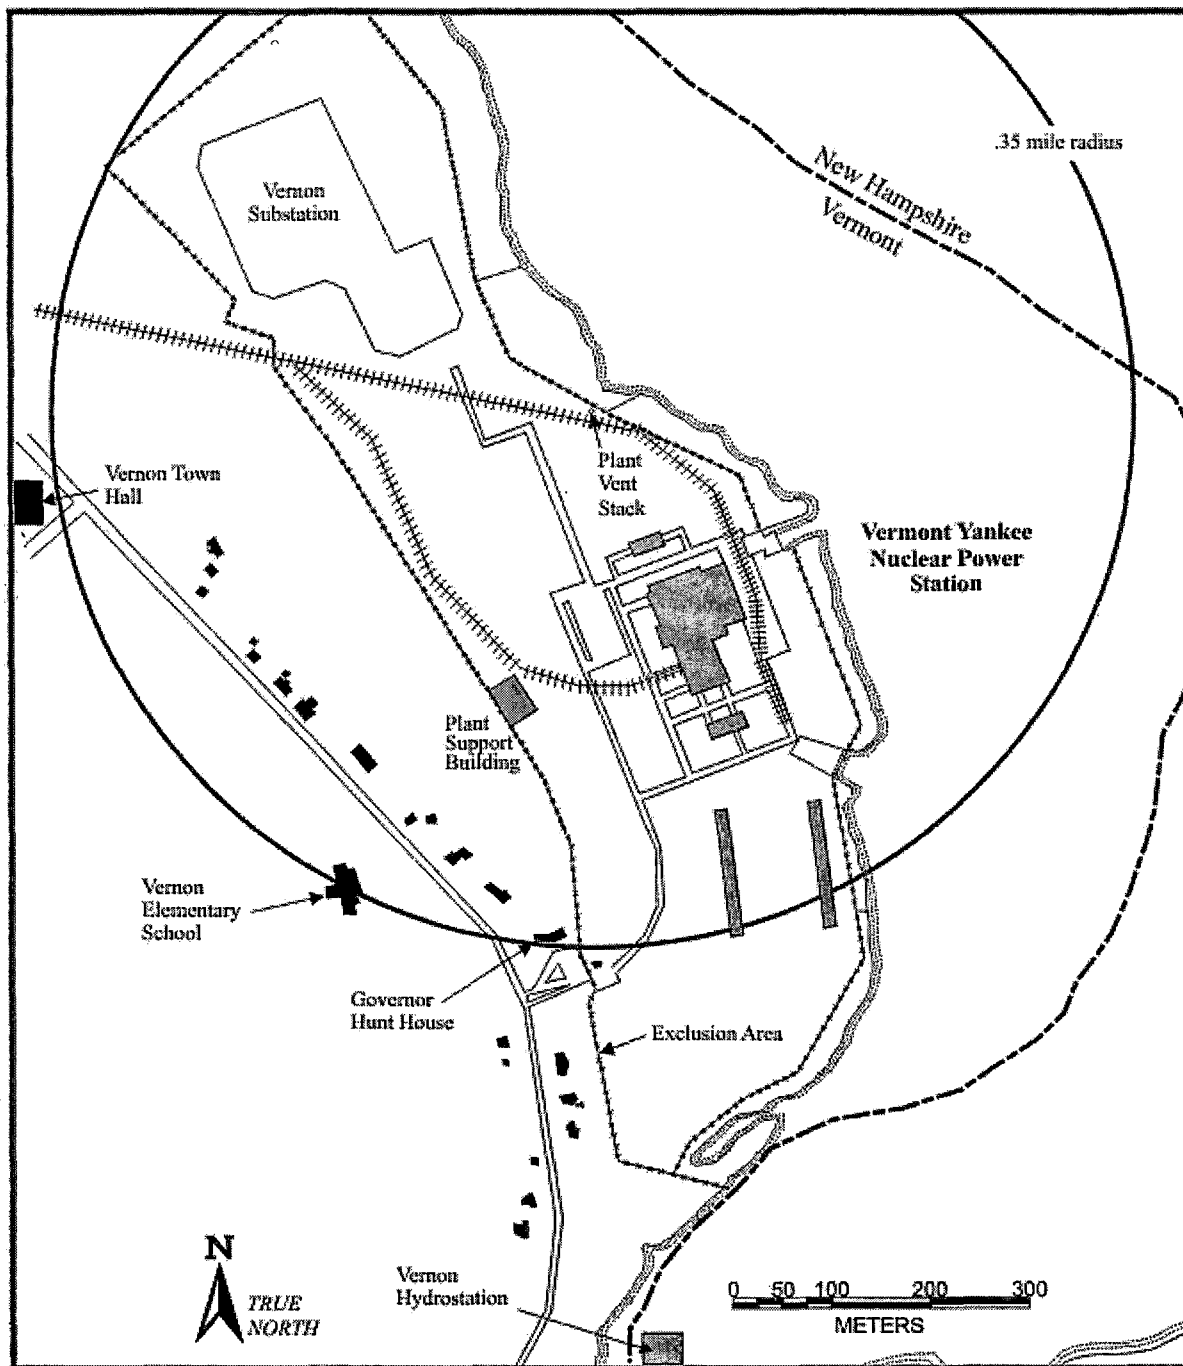 .35 mile radius
New Hampshire
Vermont
Vernon
Substation
Vernon Town
Hall
Plant
Vent
Stack
Vermont Yankee
Nuclear Power
Station
Plant
Support
Building
Vernon
Elementary
School
Governor
Hunt House
Exclusion Area
N
TRUE
NORTH
Vernon
Hydrostation
0 50 100 200 300
METERS